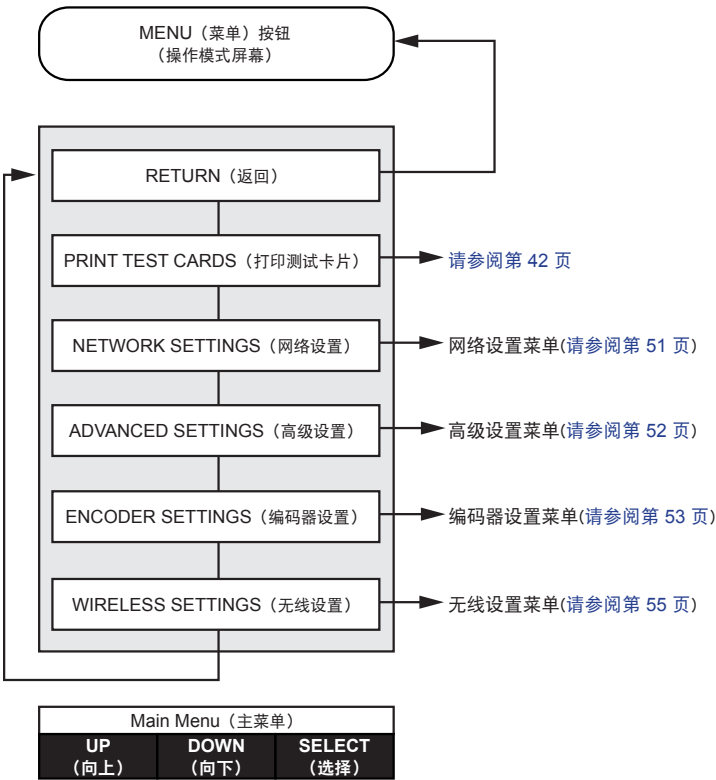 MENU（菜单）按钮
（操作模式屏幕）
RETURN（返回）
PRINT TEST CARDS（打印测试卡片）
请参阅第 42 页
NETWORK SETTINGS（网络设置）
网络设置菜单(请参阅第 51 页)
ADVANCED SETTINGS（高级设置）
高级设置菜单(请参阅第 52 页)
ENCODER SETTINGS（编码器设置）
编码器设置菜单(请参阅第 53 页)
WIRELESS SETTINGS（无线设置）
无线设置菜单(请参阅第 55 页)
Main Menu（主菜单）
UP
（向上）
DOWN
（向下）
SELECT
（选择）